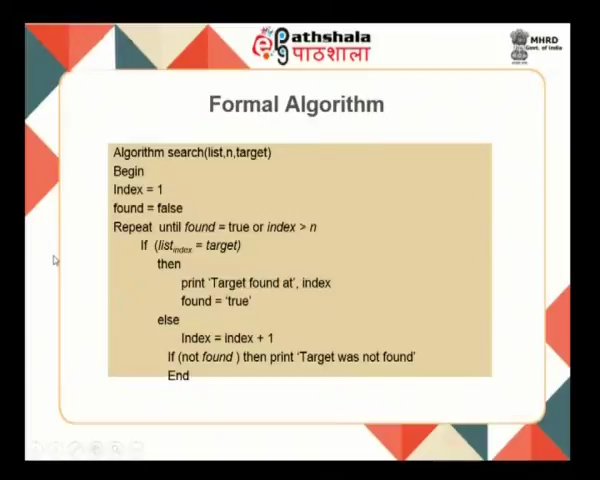 ePathshala
पाठशाला
MHRD
Govt. of India
Formal Algorithm
Algorithm search(list,n,target)
Begin
Index = 1
found = false
Repeat until found = true or index > n
If (listindex = target)
then
print 'Target found at', index
found = 'true'
else
Index = index + 1
If (not found ) then print 'Target was not found'
End